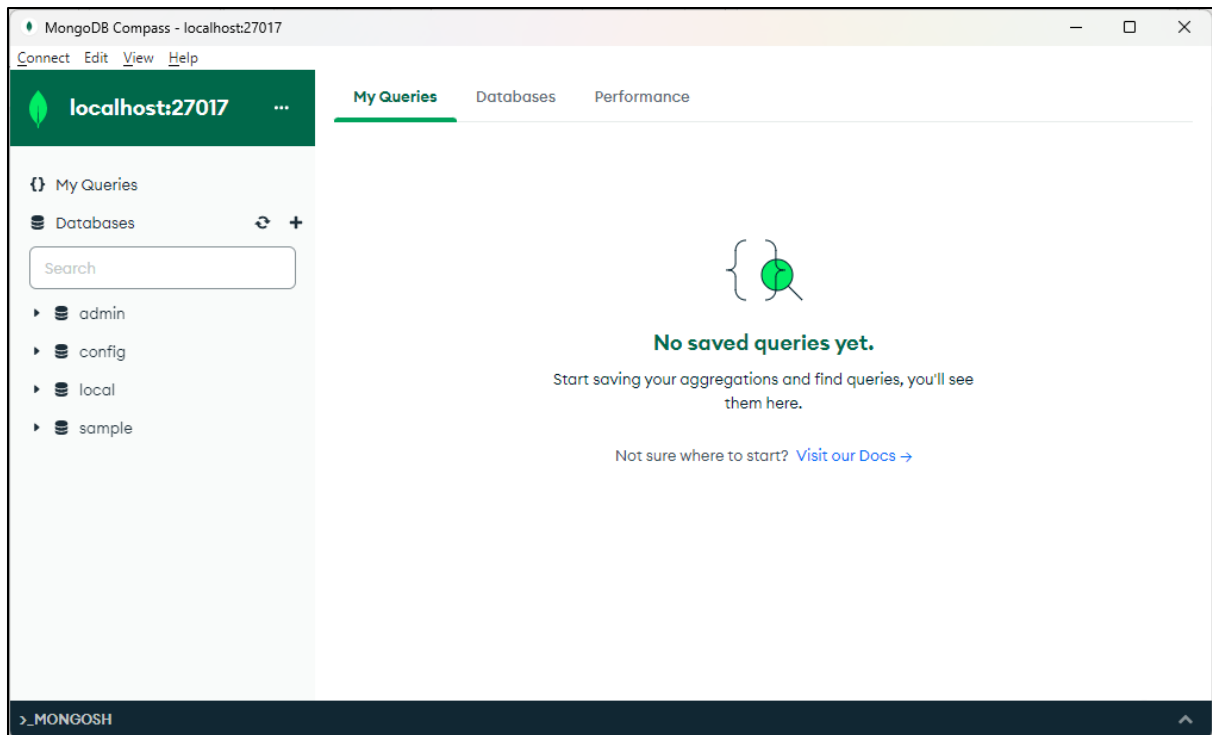 MongoDB Compass - localhost:27017
Connect Edit View Help
localhost:27017 ...
My Queries Databases Performance
{} My Queries
Databases
Search
admin
config
local
sample
No saved queries yet.
Start saving your aggregations and find queries, you'll see
them here.
Not sure where to start? Visit our Docs →
>_MONGOSH